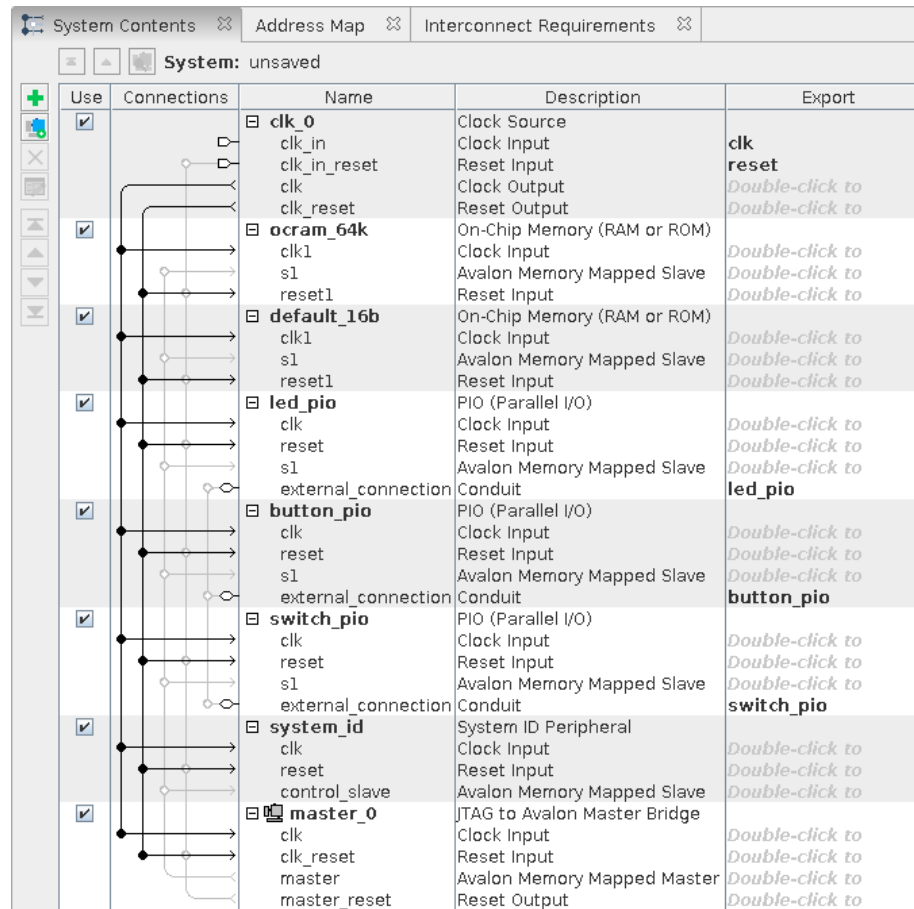 System Contents Address Map Interconnect Requirements
System: unsaved
Use Connections Name Description Export
clk_0 Clock Source
clk_in Clock Input clk
clk_in_reset Reset Input reset
clk Clock Output Double-click to
clk_reset Reset Output Double-click to
ocram_64k On-Chip Memory (RAM or ROM)
clk1 Clock Input Double-click to
s1 Avalon Memory Mapped Slave Double-click to
reset1 Reset Input Double-click to
default_16b On-Chip Memory (RAM or ROM)
clk1 Clock Input Double-click to
s1 Avalon Memory Mapped Slave Double-click to
reset1 Reset Input Double-click to
led_pio PIO (Parallel I/O)
clk Clock Input Double-click to
reset Reset Input Double-click to
s1 Avalon Memory Mapped Slave Double-click to
external_connection Conduit led_pio
button_pio PIO (Parallel I/O)
clk Clock Input Double-click to
reset Reset Input Double-click to
s1 Avalon Memory Mapped Slave Double-click to
external_connection Conduit button_pio
switch_pio PIO (Parallel I/O)
clk Clock Input Double-click to
reset Reset Input Double-click to
s1 Avalon Memory Mapped Slave Double-click to
external_connection Conduit switch_pio
system_id System ID Peripheral
clk Clock Input Double-click to
reset Reset Input Double-click to
control_slave Avalon Memory Mapped Slave Double-click to
master_0 JTAG to Avalon Master Bridge
clk Clock Input Double-click to
clk_reset Reset Input Double-click to
master Avalon Memory Mapped Master Double-click to
master_reset Reset Output Double-click to